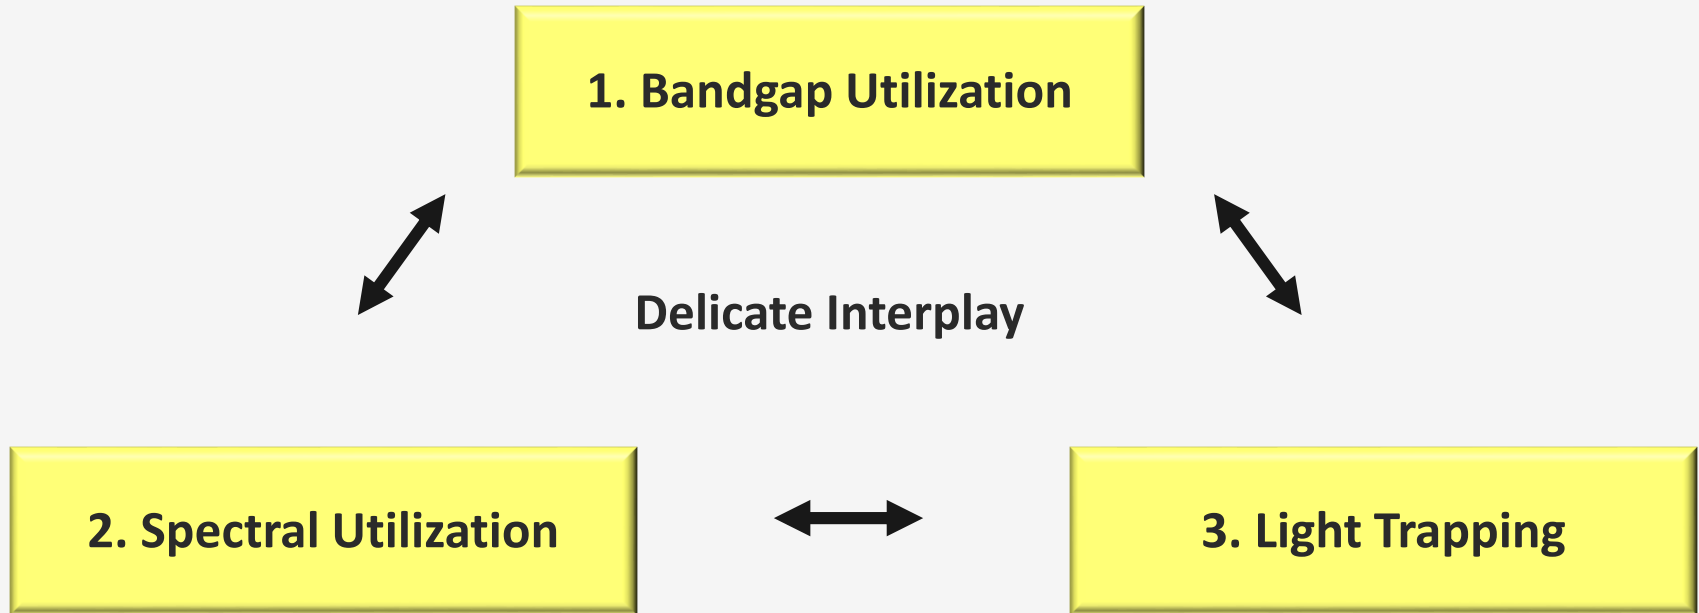 1. Bandgap Utilization
Delicate Interplay
2. Spectral Utilization
3. Light Trapping